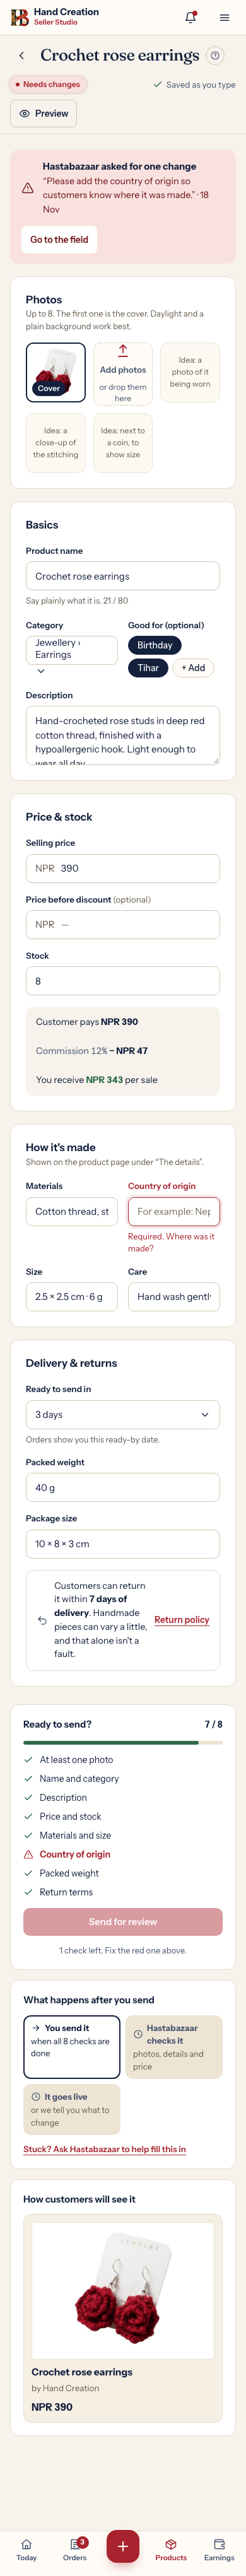 Hand Creation
Seller Studio
Crochet rose earrings
Needs changes
Saved as you type
Preview
Hastabazaar asked for one change
“Please add the country of origin so
customers know where it was made.” · 18
Nov
Go to the field
Photos
Up to 8. The first one is the cover. Daylight and a
plain background work best.
Cover
Add photos
or drop them
here
Idea: a
photo of it
being worn
Idea: a
close-up of
the stitching
Idea: next to
a coin, to
show size
Basics
Product name
Crochet rose earrings
Say plainly what it is. 21 / 80
Category
Jewellery ›
Earrings
Good for (optional)
Birthday
Tihar
+ Add
Description
Hand-crocheted rose studs in deep red
cotton thread, finished with a
hypoallergenic hook. Light enough to
wear all day.
Price & stock
Selling price
NPR 390
Price before discount (optional)
NPR —
Stock
8
Customer pays NPR 390
Commission 12% − NPR 47
You receive NPR 343 per sale
How it's made
Shown on the product page under “The details”.
Materials
Cotton thread, st
Country of origin
For example: Nep
Required. Where was it
made?
Size
2.5 × 2.5 cm · 6 g
Care
Hand wash gently
Delivery & returns
Ready to send in
3 days
Orders show you this ready-by date.
Packed weight
40 g
Package size
10 × 8 × 3 cm
Customers can return
it within 7 days of
delivery. Handmade
pieces can vary a little,
and that alone isn't a
fault.
Return policy
Ready to send?
7 / 8
At least one photo
Name and category
Description
Price and stock
Materials and size
Country of origin
Packed weight
Return terms
Send for review
1 check left. Fix the red one above.
What happens after you send
You send it
when all 8 checks are
done
Hastabazaar
checks it
photos, details and
price
It goes live
or we tell you what to
change
Stuck? Ask Hastabazaar to help fill this in
How customers will see it
JEWELRY
Crochet rose earrings
by Hand Creation
NPR 390
Today
3
Orders
Products
Earnings